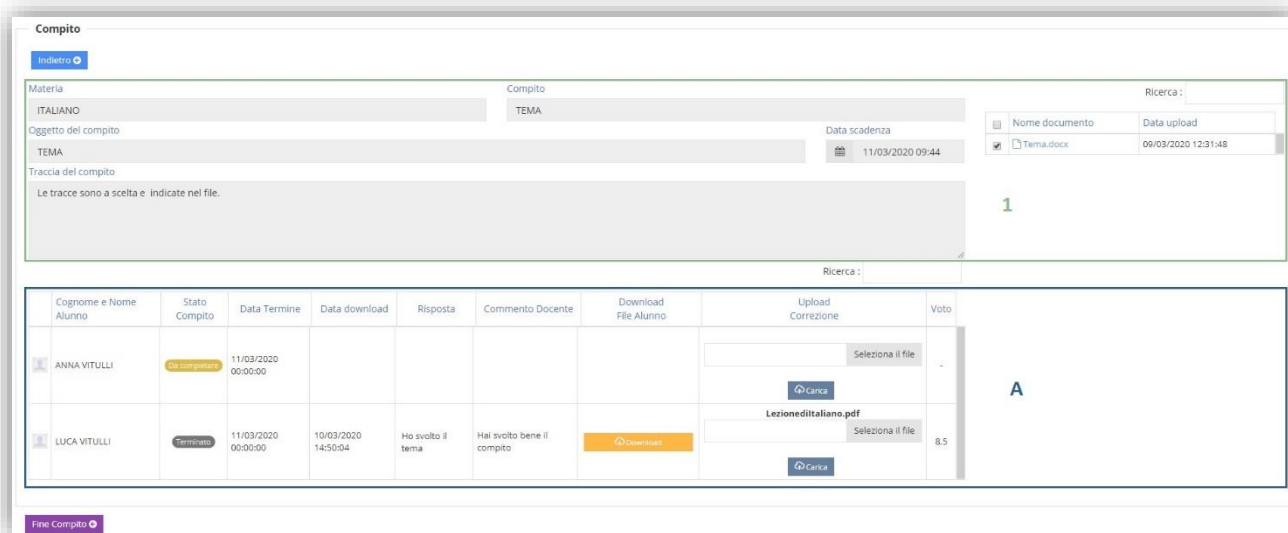 Compito
Indietro
Materia Compito Ricerca :
ITALIANO TEMA
Oggetto del compito Data scadenza Nome documento Data upload
TEMA 11/03/2020 09:44 Tema.docx 09/03/2020 12:31:48
Traccia del compito
Le tracce sono a scelta e indicate nel file.
1
Ricerca :
Cognome e Nome Alunno Stato Compito Data Termine Data download Risposta Commento Docente Download File Alunno Upload Correzione Voto
ANNA VITULLI Da completare 11/03/2020 00:00:00 Seleziona il file -
Carica
A
LezionediItaliano.pdf
LUCA VITULLI Terminato 11/03/2020 00:00:00 10/03/2020 14:50:04 Ho svolto il tema Hai svolto bene il compito Download Seleziona il file 8.5
Carica
Fine Compito